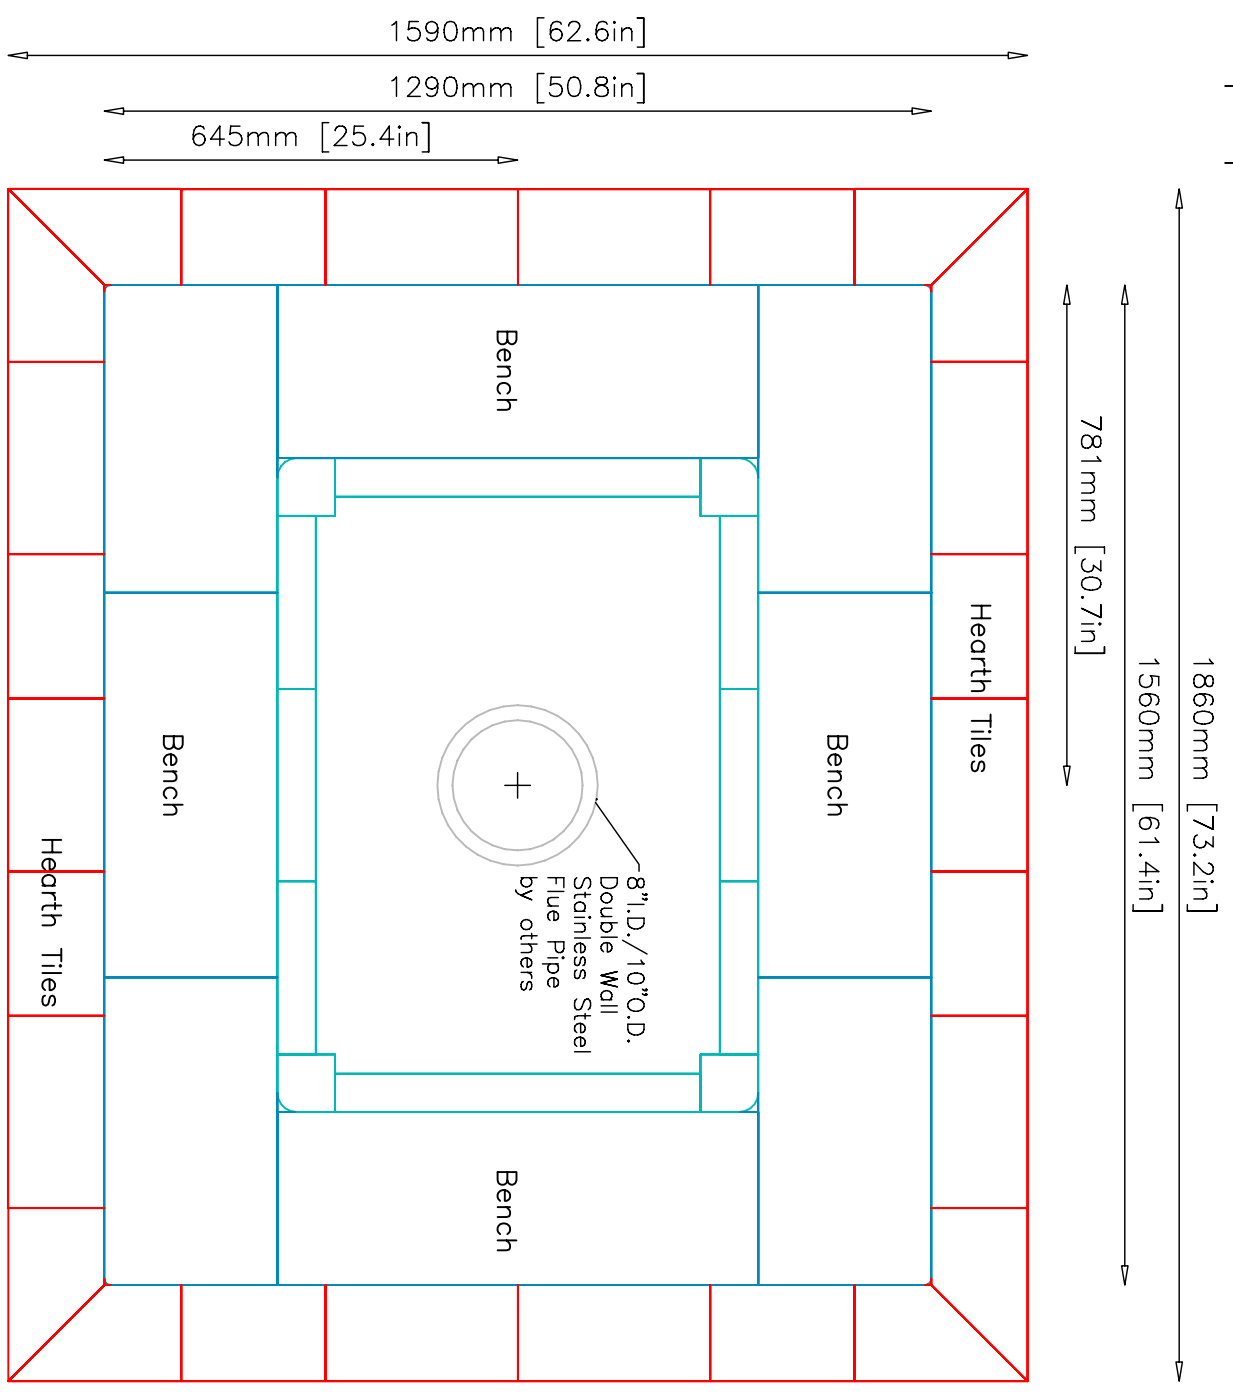 1590mm [62.6in]
1290mm [50.8in]
645mm [25.4in]
Bench
781mm [30.7in]
1560mm [61.4in]
1860mm [73.2in]
Hearth Tiles
Bench
Bench
Hearth Tiles
8"I.D./10"O.D.
Double Wall
Stainless Steel
Flue Pipe
by others
Bench